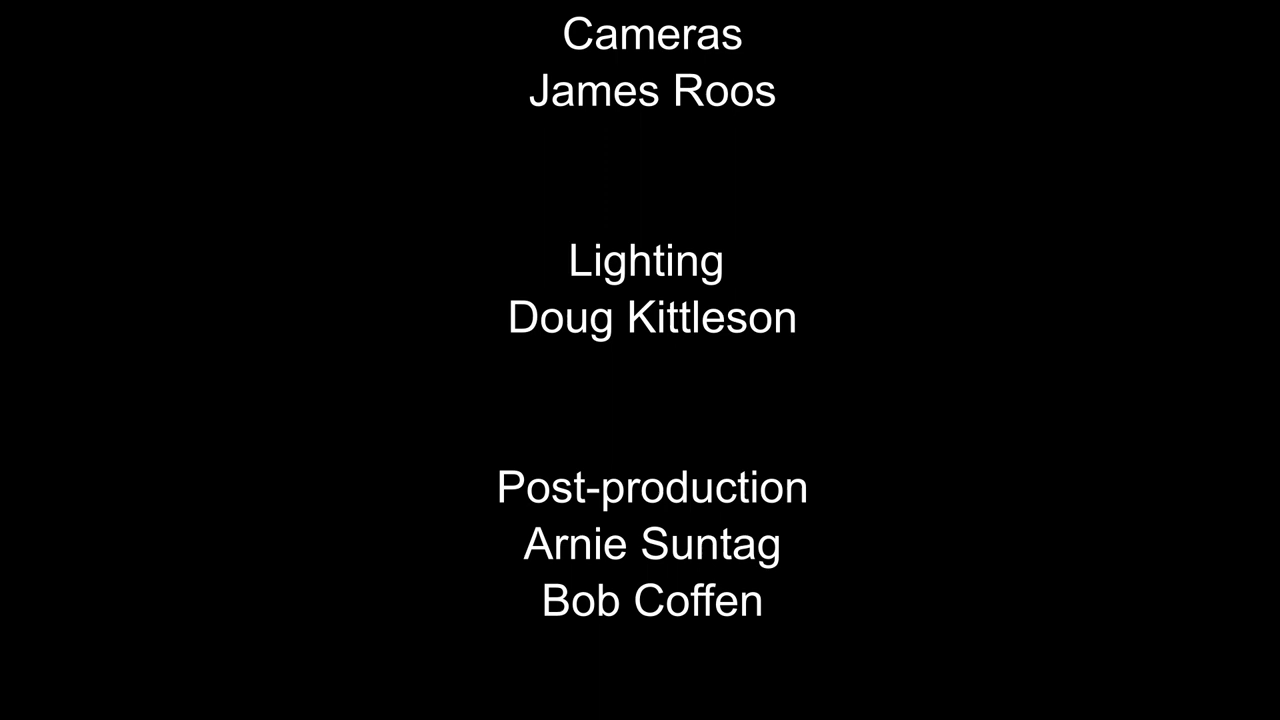 Cameras
James Roos
Lighting
Doug Kittleson
Post-production
Arnie Suntag
Bob Coffen